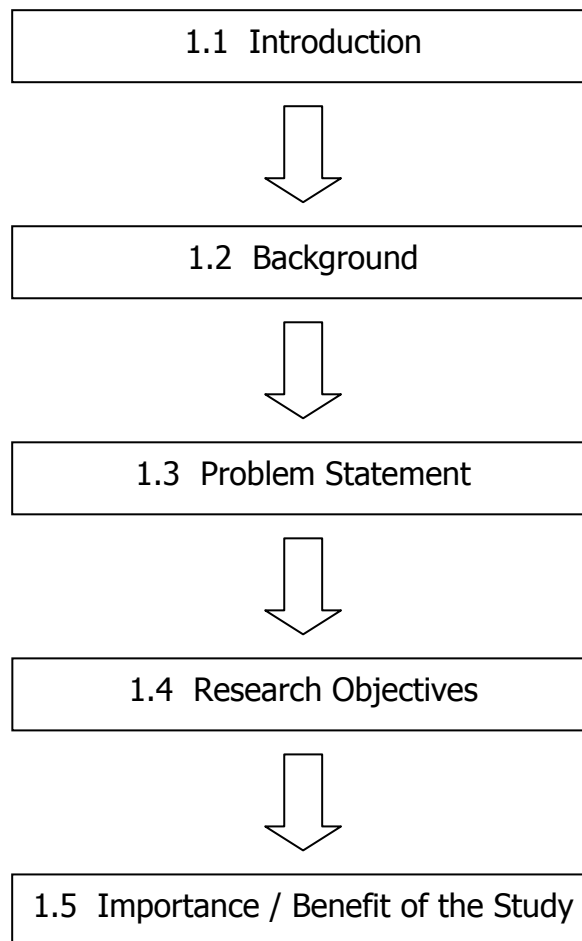 1.1  Introduction
1.2  Background
1.3  Problem Statement
1.4  Research Objectives
1.5  Importance / Benefit of the Study